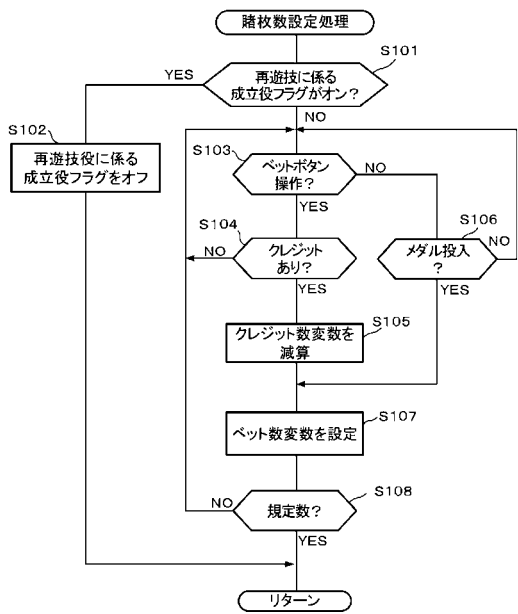 賭枚数設定処理
S101
YES
再遊技に係る
成立役フラグがオン?
NO
S102
再遊技役に係る
成立役フラグをオフ
S103
ベットボタン
操作?
NO
YES
S104
NO
クレジット
あり?
YES
S106
メダル投入
?
NO
YES
S105
クレジット数変数を
減算
S107
ベット数変数を設定
S108
NO
規定数?
YES
リターン